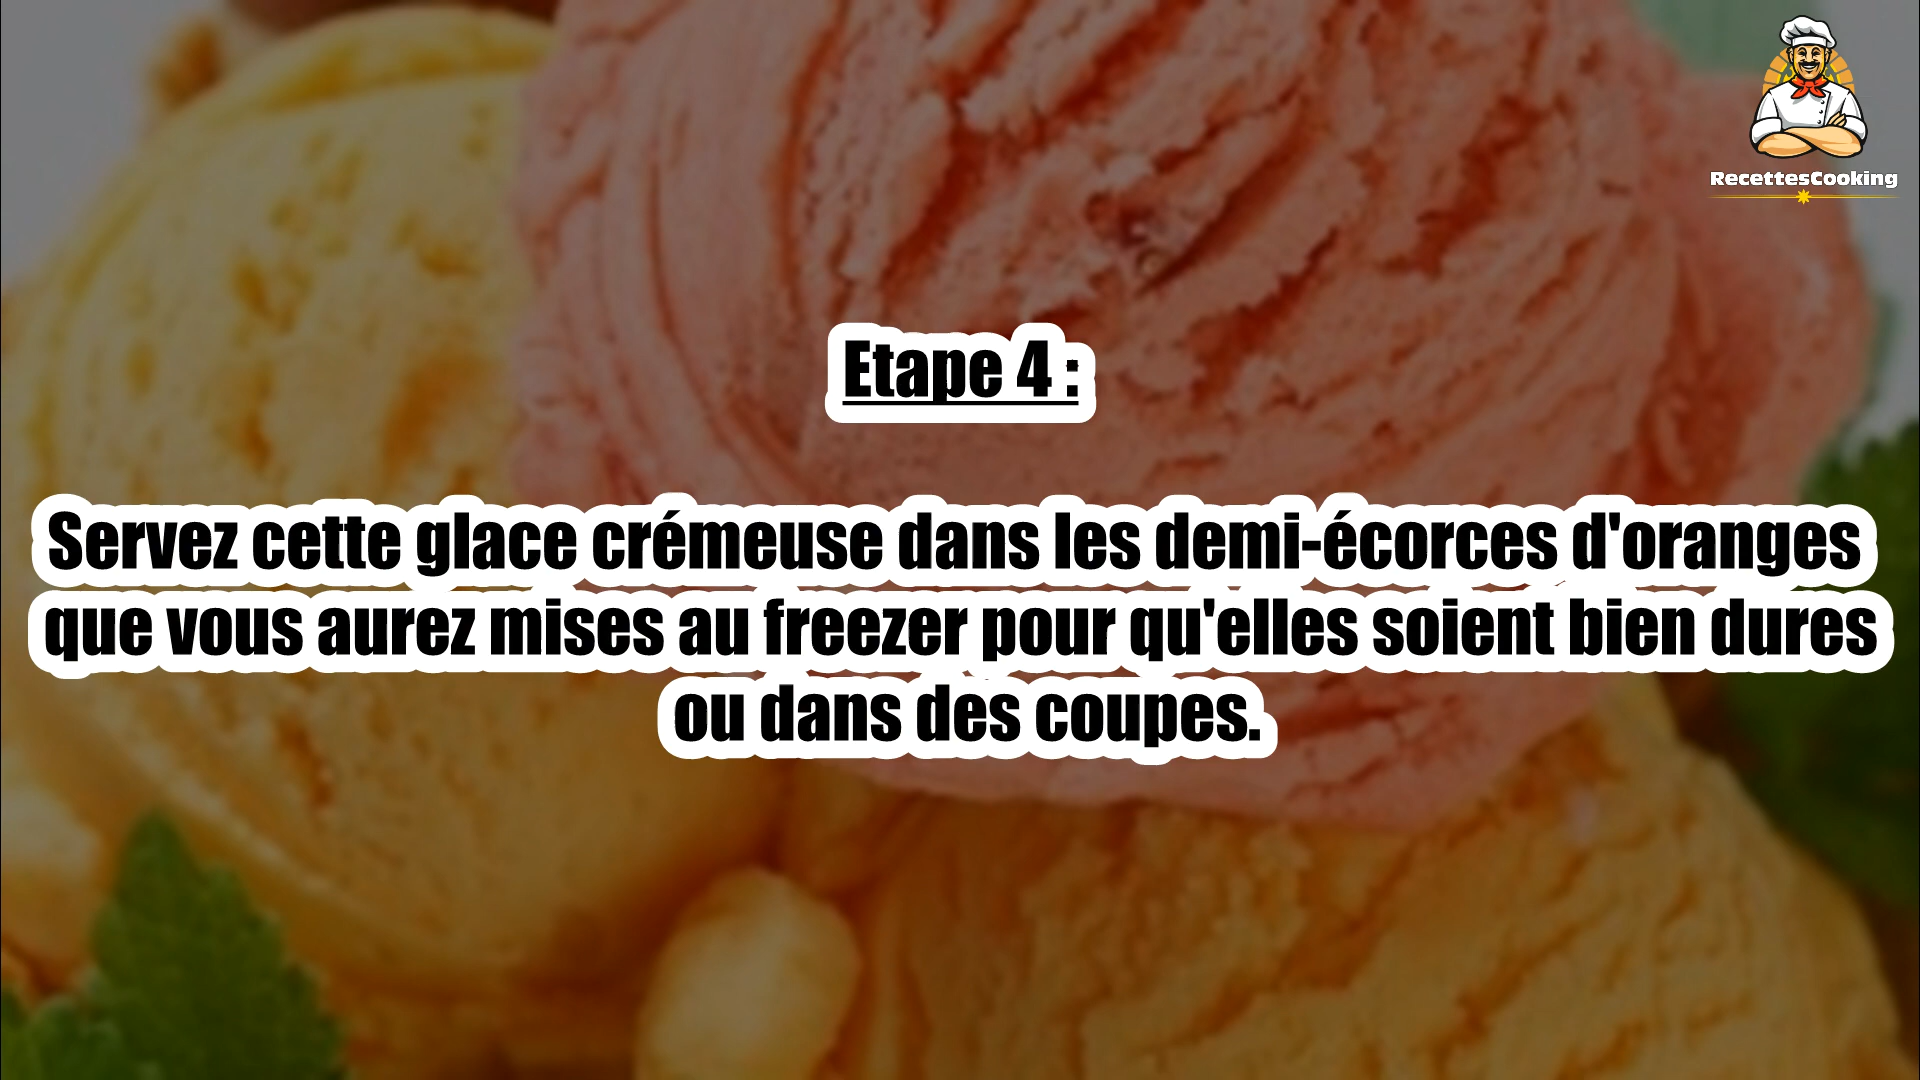 RecettesCooking
Etape 4 :
Servez cette glace crémeuse dans les demi-écorces d'oranges
que vous aurez mises au freezer pour qu'elles soient bien dures
ou dans des coupes.